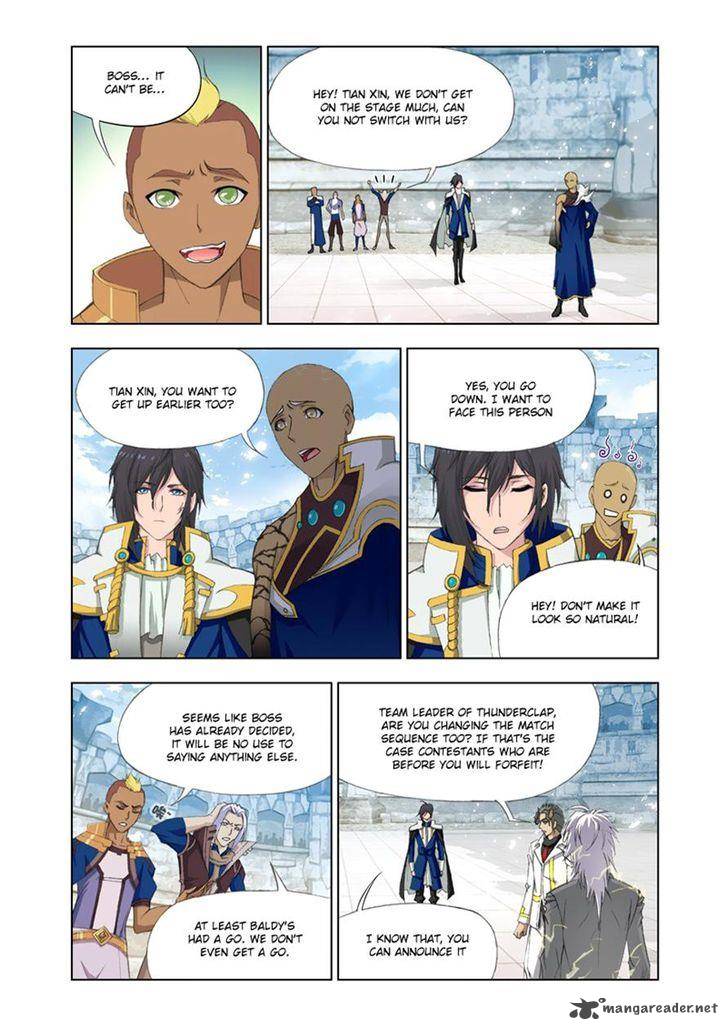 BOSS... IT
CAN'T BE...
HEY! TIAN XIN, WE DON'T GET
ON THE STAGE MUCH, CAN
YOU NOT SWITCH WITH US?
TIAN XIN, YOU WANT TO
GET UP EARLIER TOO?
YES, YOU GO
DOWN. I WANT TO
FACE THIS PERSON
HEY! DON'T MAKE IT
LOOK SO NATURAL!
SEEMS LIKE BOSS
HAS ALREADY DECIDED,
IT WILL BE NO USE TO
SAYING ANYTHING ELSE.
唉~
AT LEAST BALDY'S
HAD A GO. WE DON'T
EVEN GET A GO.
TEAM LEADER OF THUNDERCLAP,
ARE YOU CHANGING THE MATCH
SEQUENCE TOO? IF THAT'S THE
CASE CONTESTANTS WHO ARE
BEFORE YOU WILL FORFEIT!
I KNOW THAT, YOU
CAN ANNOUNCE IT
mangareader.net